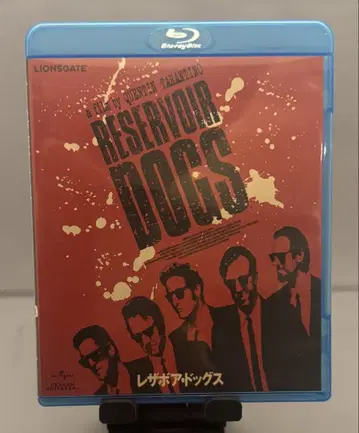 Blu-ray Disc
LIONSGATE
A FILM BY QUENTIN TARANTINO
RESERVOIR
DOGS
レザボア・ドッグス